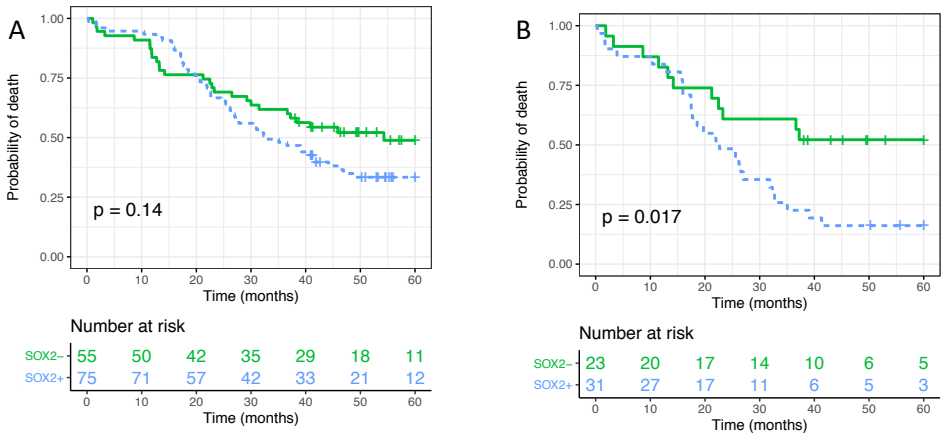 A
Probability of death
1.00
0.75
0.50
0.25
0.00
p = 0.14
0 10 20 30 40 50 60
Time (months)
Number at risk
SOX2− 55 50 42 35 29 18 11
SOX2+ 75 71 57 42 33 21 12
0 10 20 30 40 50 60
Time (months)
B
Probability of death
1.00
0.75
0.50
0.25
0.00
p = 0.017
0 10 20 30 40 50 60
Time (months)
Number at risk
SOX2− 23 20 17 14 10 6 5
SOX2+ 31 27 17 11 6 5 3
0 10 20 30 40 50 60
Time (months)